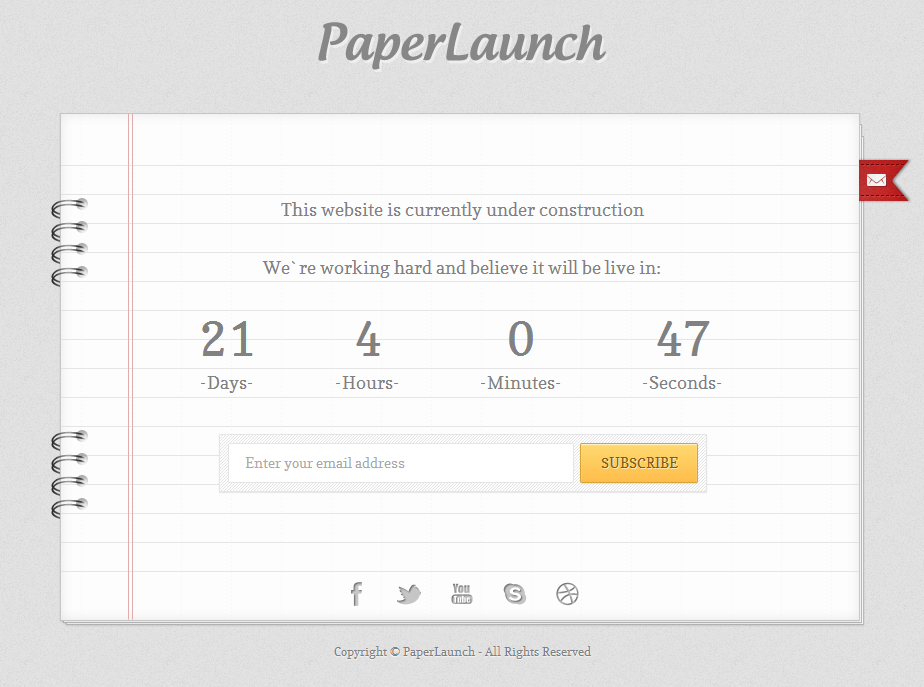 PaperLaunch
This website is currently under construction
We`re working hard and believe it will be live in:
21 4 0 47
-Days- -Hours- -Minutes- -Seconds-
Enter your email address SUBSCRIBE
You
Tube
Copyright © PaperLaunch - All Rights Reserved